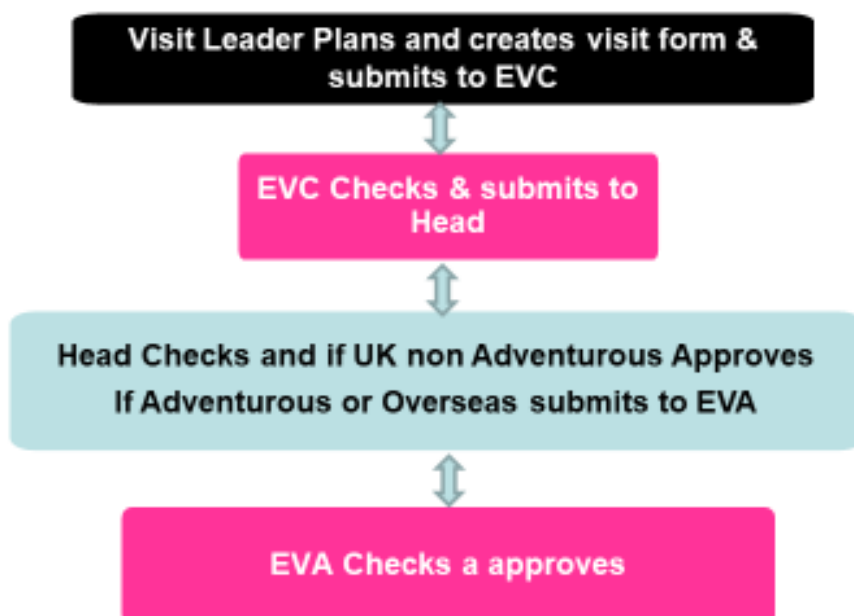 Visit Leader Plans and creates visit form &
submits to EVC
EVC Checks & submits to
Head
Head Checks and if UK non Adventurous Approves
If Adventurous or Overseas submits to EVA
EVA Checks a approves